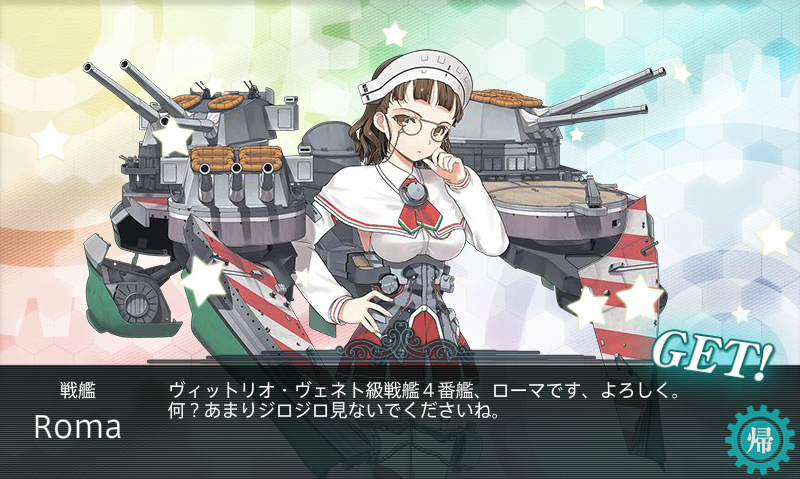 GET!
戦艦
Roma
ヴィットリオ・ヴェネト級戦艦４番艦、ローマです、よろしく。
何？あまりジロジロ見ないでくださいね。
帰